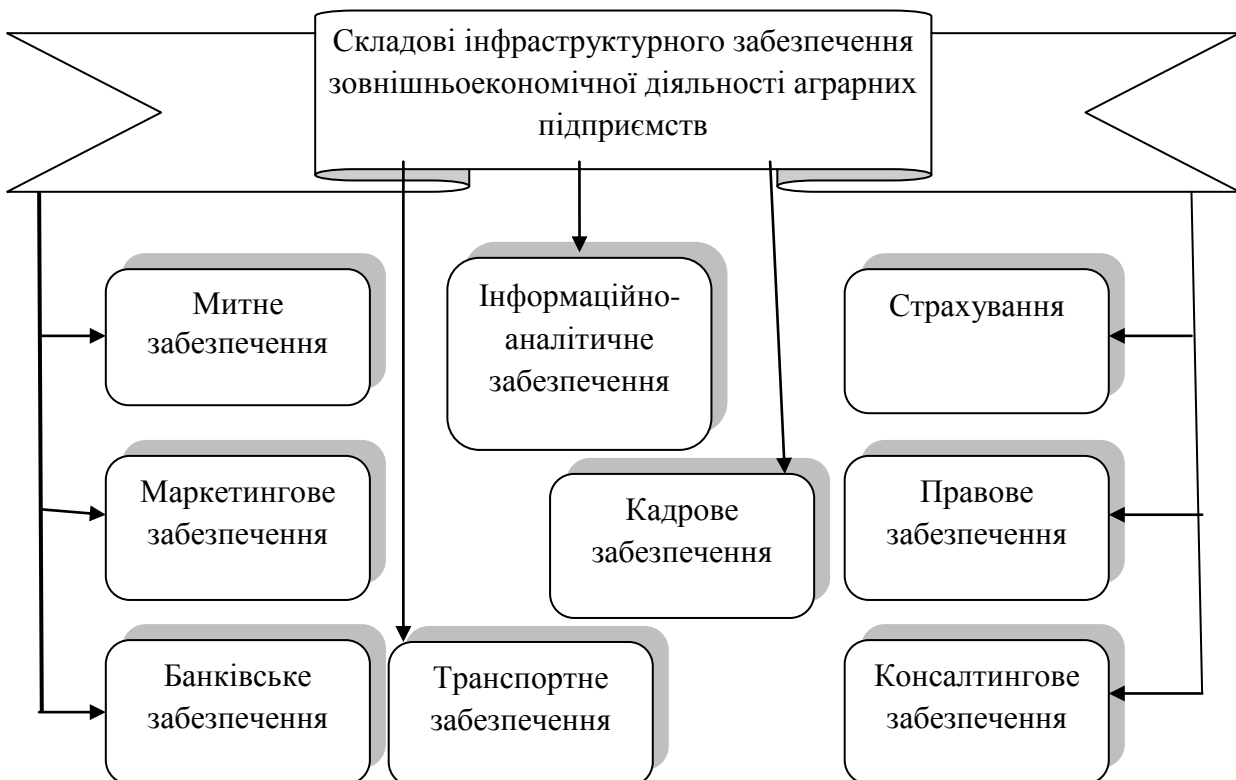 Складові інфраструктурного забезпечення
зовнішньоекономічної діяльності аграрних
підприємств
Митне
забезпечення
Інформаційно-
аналітичне
забезпечення
Страхування
Маркетингове
забезпечення
Кадрове
забезпечення
Правове
забезпечення
Банківське
забезпечення
Транспортне
забезпечення
Консалтингове
забезпечення